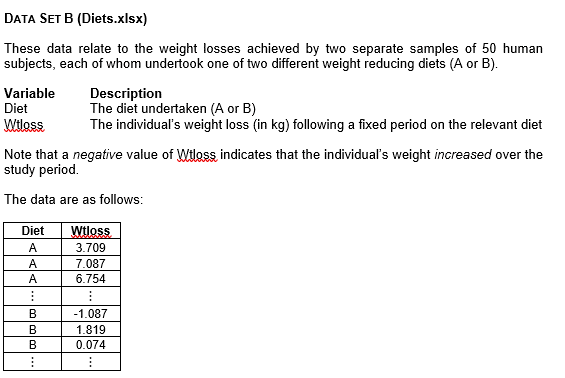 DATA SET B (Diets.xlsx)
These data relate to the weight losses achieved by two separate samples of 50 human
subjects, each of whom undertook one of two different weight reducing diets (A or B).
Variable Description
Diet The diet undertaken (A or B)
Wtloss The individual's weight loss (in kg) following a fixed period on the relevant diet
Note that a negative value of Wtloss indicates that the individual's weight increased over the
study period.
The data are as follows:
Diet Wtloss
A 3.709
A 7.087
A 6.754
⋮ ⋮
B -1.087
B 1.819
B 0.074
⋮ ⋮